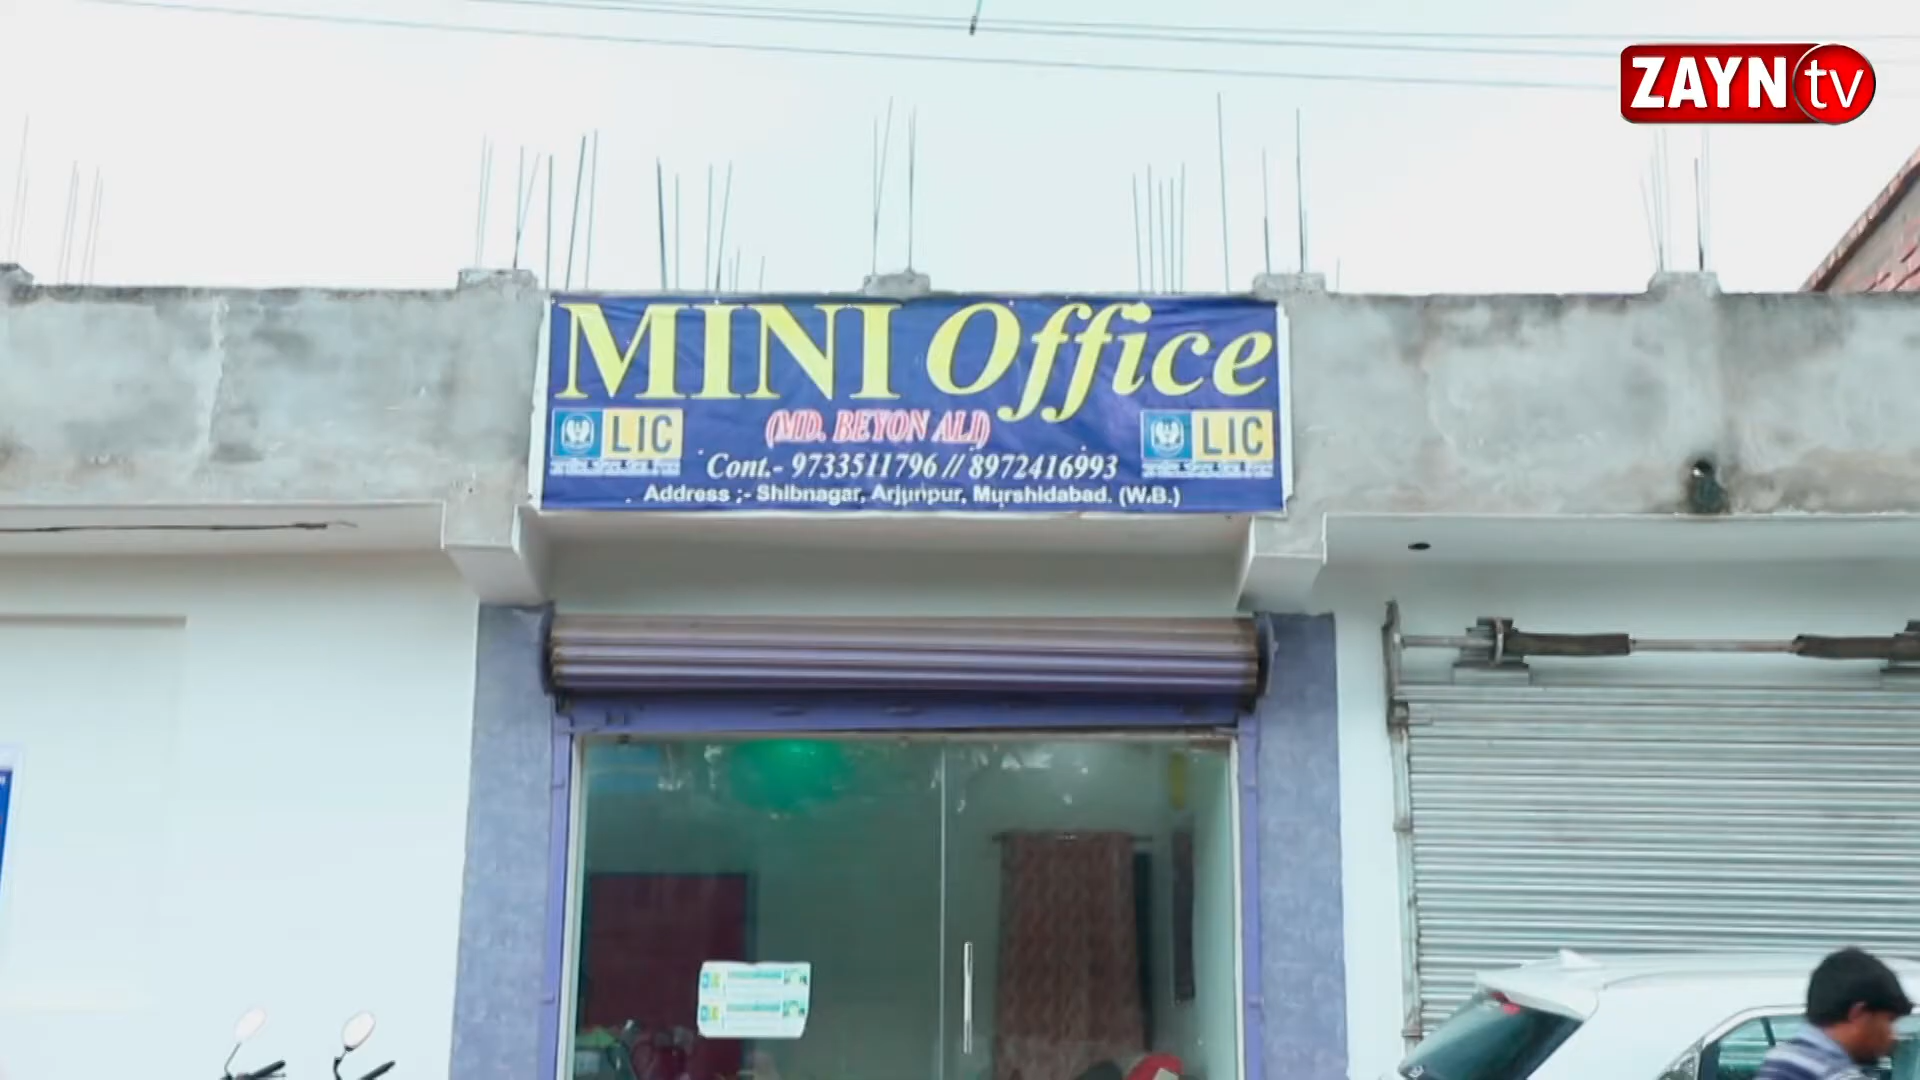 ZAYN tv
MINI Office
LIC
(MD. BEYON ALI)
LIC
Cont.- 9733511796 // 8972416993
Address ;- Shibnagar, Arjunpur, Murshidabad. (W.B.)